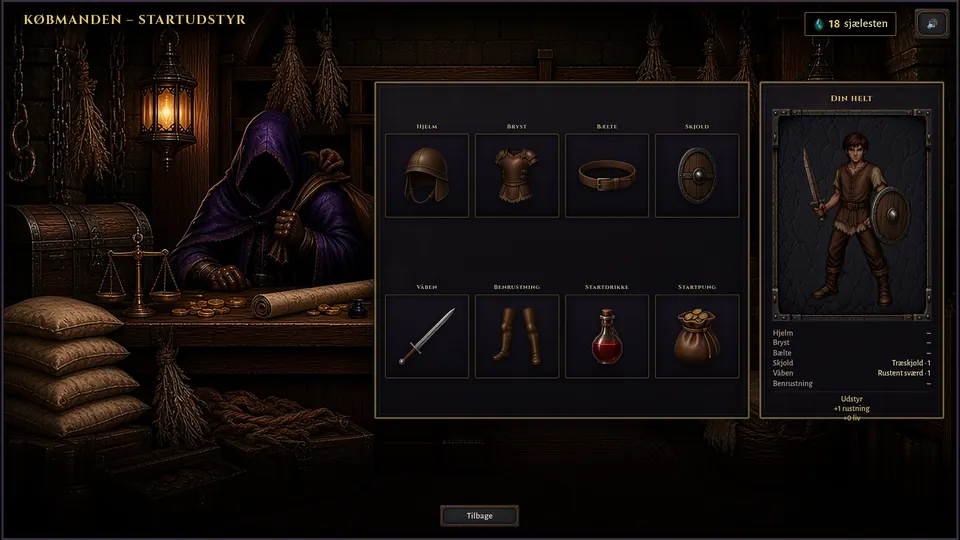 KØBMANDEN – STARTUDSTYR
18 sjælesten
HJELM BRYST BÆLTE SKJOLD
VÅBEN BENRUSTNING STARTDRIKKE STARTPUNG
DIN HELT
Hjelm –
Bryst –
Bælte –
Skjold Træskjold · 1
Våben Rustent sværd · 1
Benrustning –
Udstyr
+1 rustning
+0 liv
Tilbage